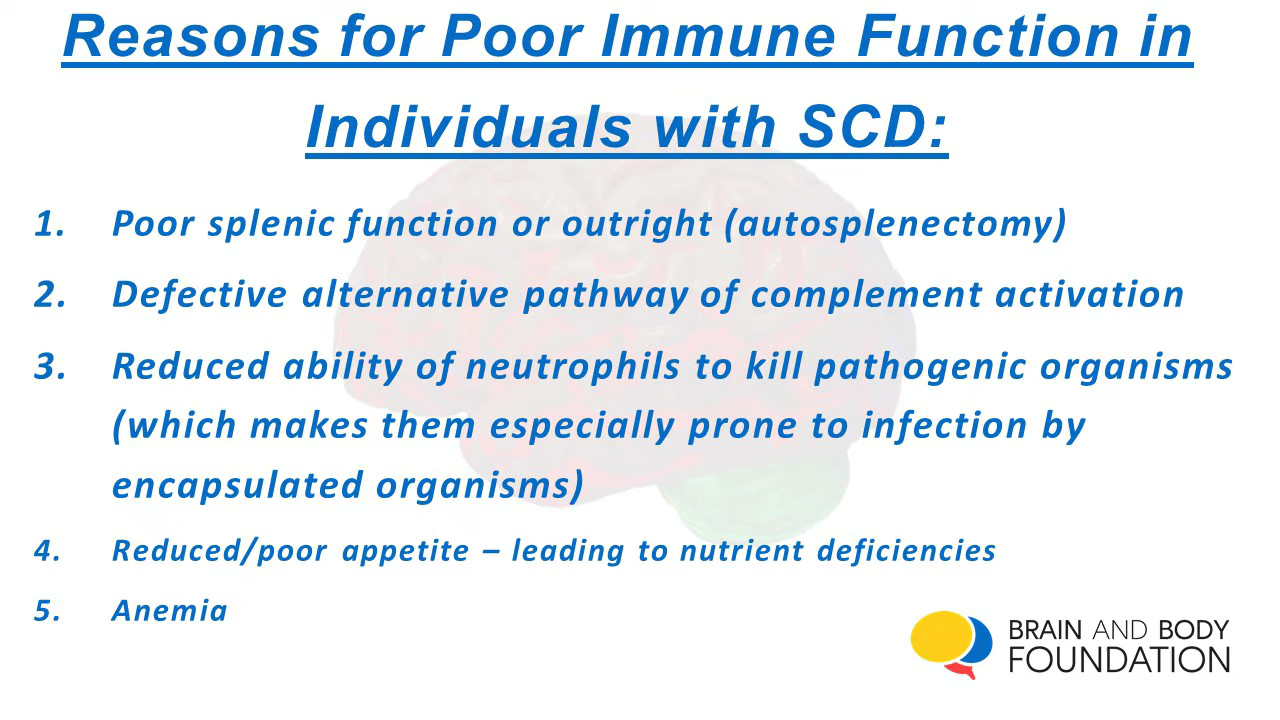 Reasons for Poor Immune Function in
Individuals with SCD:
1. Poor splenic function or outright (autosplenectomy)
2. Defective alternative pathway of complement activation
3. Reduced ability of neutrophils to kill pathogenic organisms
(which makes them especially prone to infection by
encapsulated organisms)
4. Reduced/poor appetite – leading to nutrient deficiencies
5. Anemia
BRAIN AND BODY
FOUNDATION